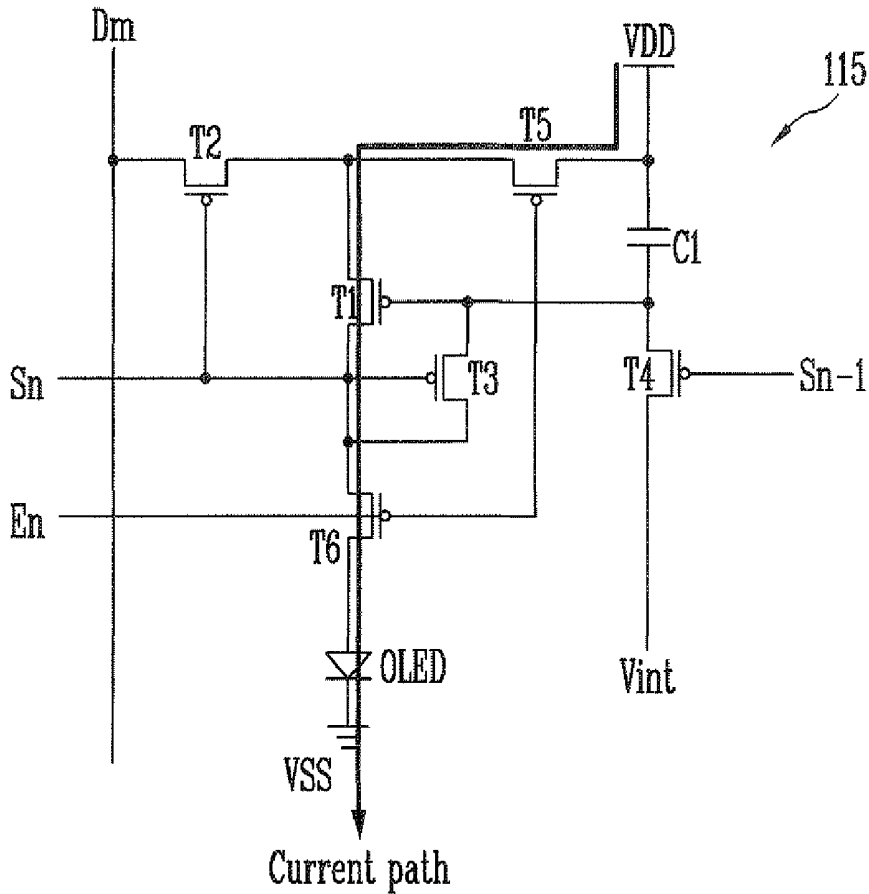 Dm
VDD
115
T2
T5
C1
T1
Sn
T3
T4
Sn-1
En
T6
OLED
Vint
VSS
Current path